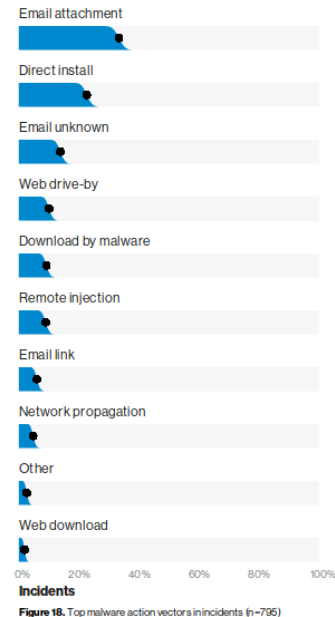 Email attachment
Direct install
Email unknown
Web drive-by
Download by malware
Remote injection
Email link
Network propagation
Other
Web download
0% 20% 40% 60% 80% 100%
Incidents
Figure 18. Top malware action vectors in incidents (n=795)